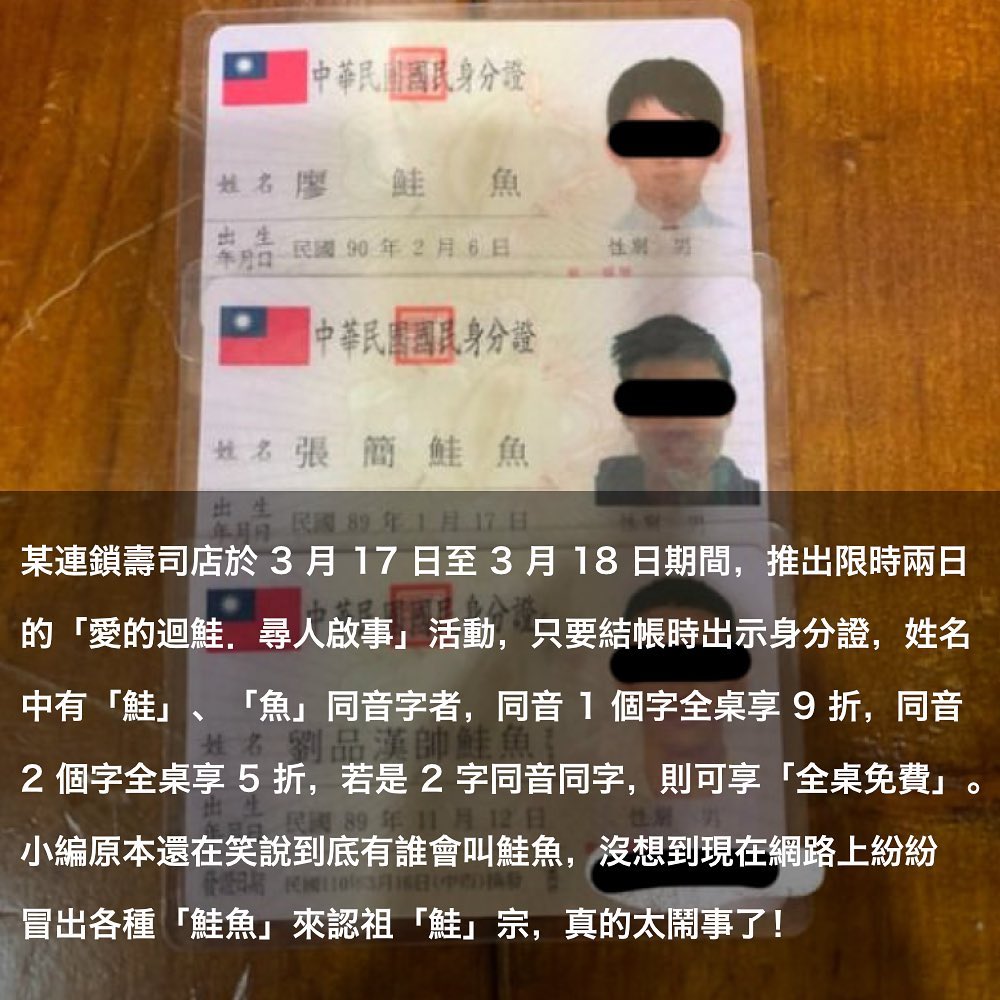 中華民國國民身分證
姓名 廖鮭魚
出生年月日 民國 90 年 2 月 6 日 性別 男
中華民國國民身分證
姓名 張簡鮭魚
出生年月日 民國 89 年 1 月 17 日 性別 男
某連鎖壽司店於 3 月 17 日至 3 月 18 日期間，推出限時兩日
的「愛的迴鮭．尋人啟事」活動，只要結帳時出示身分證，姓名
中有「鮭」、「魚」同音字者，同音 1 個字全桌享 9 折，同音
2 個字全桌享 5 折，若是 2 字同音同字，則可享「全桌免費」。
小編原本還在笑說到底有誰會叫鮭魚，沒想到現在網路上紛紛
冒出各種「鮭魚」來認祖「鮭」宗，真的太鬧事了！
中華民國國民身分證
姓名 劉品漢帥鮭魚
出生年月日 民國 89 年 11 月 12 日 性別 男
發證日期 民國110年3月16日(中市)換發